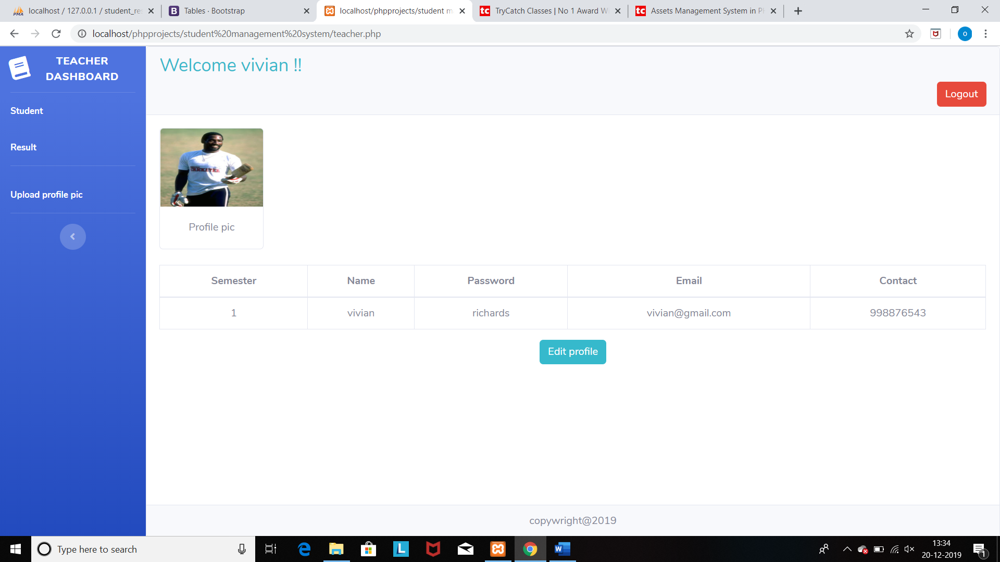 localhost / 127.0.0.1 / student_re
Tables · Bootstrap
localhost/phpprojects/student m
TryCatch Classes | No 1 Award Wi
Assets Management System in P
localhost/phpprojects/student%20management%20system/teacher.php
o
TEACHER
DASHBOARD
Welcome vivian !!
Logout
Student
Result
Upload profile pic
Profile pic
Semester Name Password Email Contact
1 vivian richards vivian@gmail.com 998876543
Edit profile
copywright@2019
Type here to search
13:34
20-12-2019
1